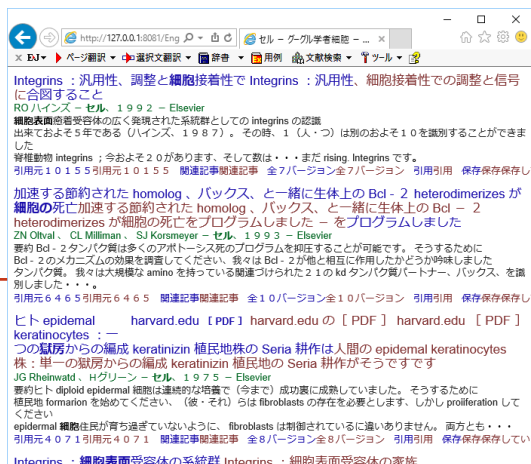 http://127.0.0.1:8081/Eng
セル – グーグル学者細胞 – ...
× EtoJ ページ翻訳 選択文翻訳 辞書 用例 文献検索 ツール
Integrins ：汎用性、調整と細胞接着性で Integrins ：汎用性、細胞接着性での調整と信号
に合図すること
RO ハインズ – セル、１９９２ – Elsevier
細胞表面癒着受容体の広く発現された系統群としての integrins の認識
出来ておよそ５年である（ハインズ、１９８７）。その時、１（人・つ）は別のおよそ１０を識別することができま
した
脊椎動物 integrins ；今およそ２０があります、そして数は・・・まだ rising. Integrins です。
引用元１０１５５引用元１０１５５ 関連記事関連記事 全７バージョン全７バージョン 引用引用 保存保存保存し
加速する節約された homolog 、バックス、と一緒に生体上の Bcl - ２ heterodimerizes が
細胞の死亡加速する節約された homolog 、バックス、と一緒に生体上の Bcl – ２
heterodimerizes が細胞の死亡をプログラムしました – をプログラムしました
ZN Oltval 、 CL Milliman 、 SJ Korsmeyer – セル、１９９３ – Elsevier
要約 Bcl - ２タンパク質は多くのアポトーシス死のプログラムを抑圧することが可能です。 そうするために
Bcl - ２のメカニズムの効果を調査してください、我々は Bcl - ２が他と相互に作用したかどうか吟味しました
タンパク質。 我々は大規模な amino を持っている関連づけられた２１の kd タンパク質パートナー、バックス、を識
別しました・・・。
引用元６４６５引用元６４６５ 関連記事関連記事 全１０バージョン全１０バージョン 引用引用 保存保存保存し
ヒト epidemal harvard.edu ［PDF］ harvard.edu の［ PDF ］ harvard.edu ［ PDF ］
keratinocytes ：—
つの獄房からの編成 keratinizin 植民地株の Seria 耕作は人間の epidemal keratinocytes
株：単一の獄房からの編成 keratinizin 植民地の Seria 耕作がそうですです
JG Rheinwatd 、Hグリーン – セル、１９７５ – Elsevier
要約ヒト diploid epidermal 細胞は連続的な培養で（今まで）成功裏に成熟していました。 そうするために
植民地 formarion を始めてください、（彼・それ）らは fibroblasts の存在を必要とします、しかし proiiferation して
ください
epidermal 細胞住民が育ち過ぎていないように、 fibroblasts は制御されているに違いありません。 両方とも・・・
引用元４０７１引用元４０７１ 関連記事関連記事 全８バージョン全８バージョン 引用引用 保存保存保存してい
Integrins ：細胞表面受容体の系統群 Integrins ：細胞表面受容体の家族